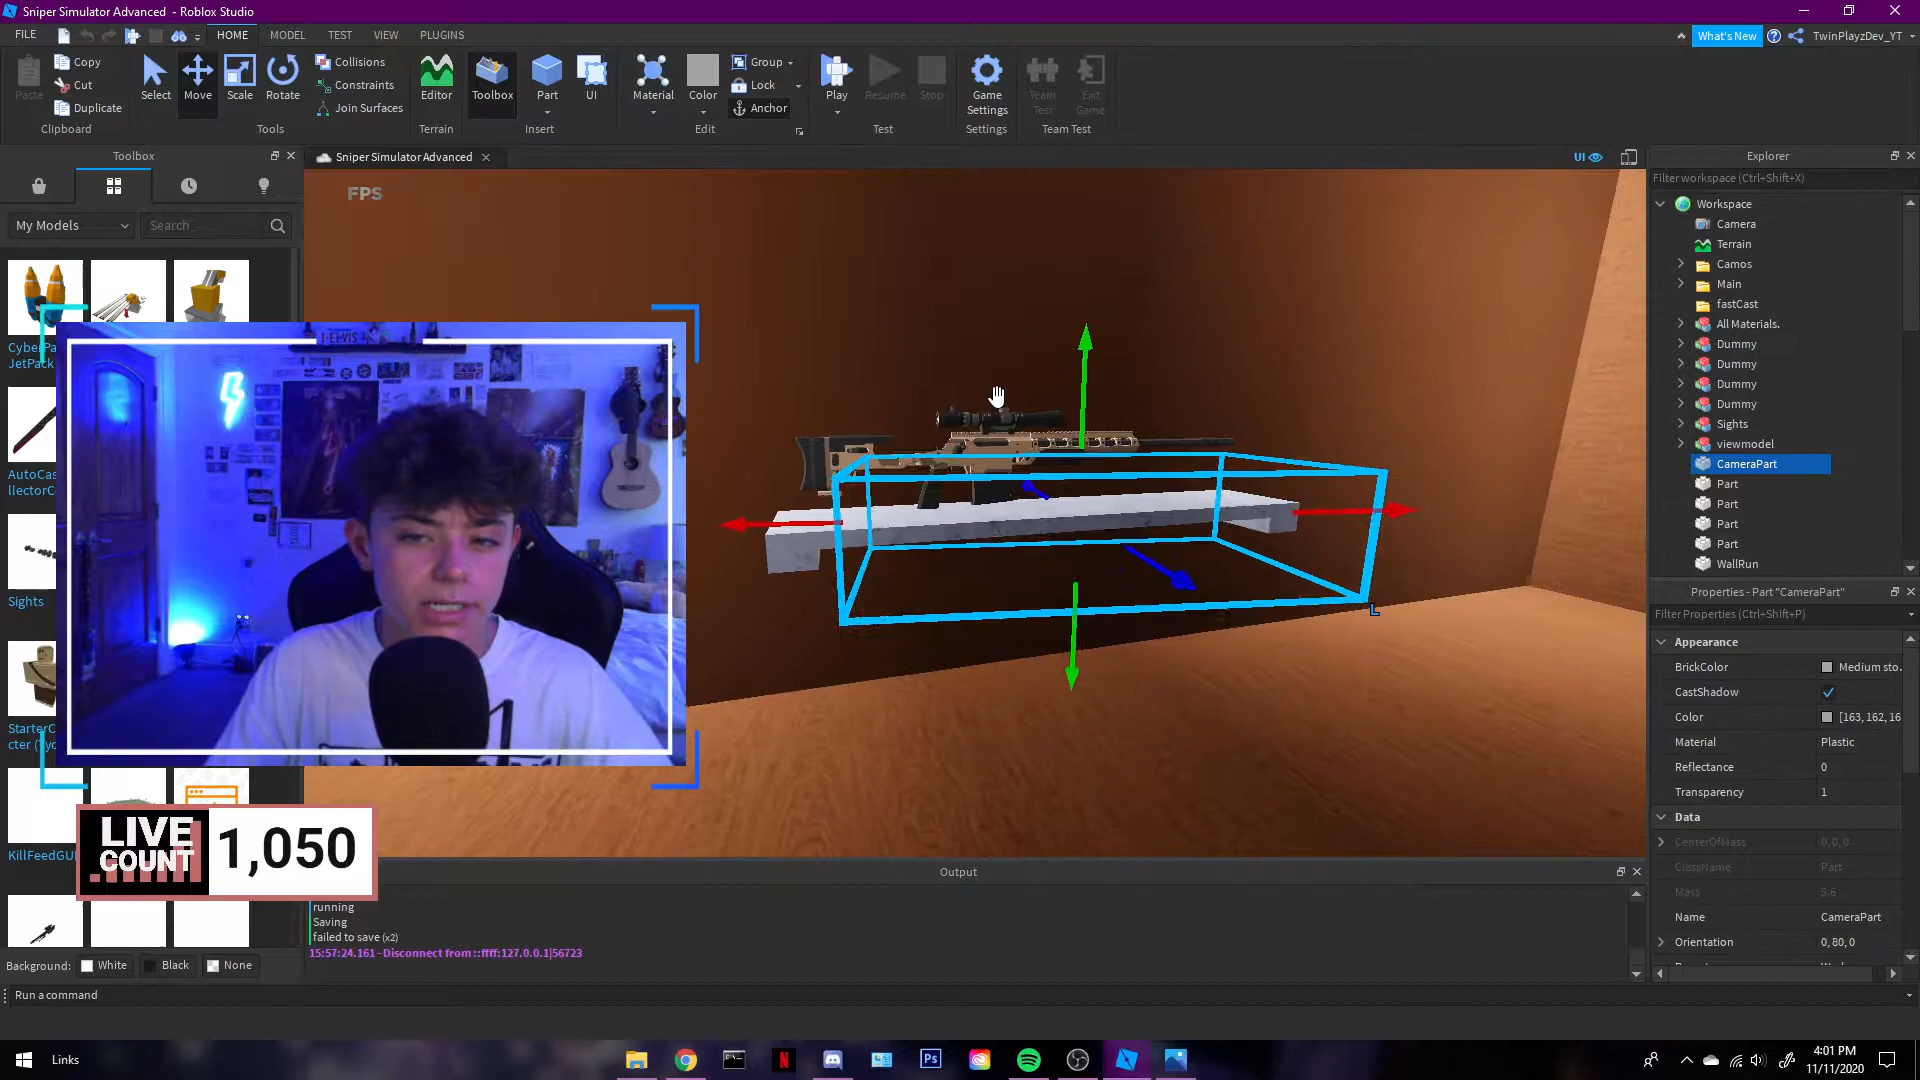 Sniper Simulator Advanced - Roblox Studio
FILE HOME MODEL TEST VIEW PLUGINS
What's New TwinPlayzDev_YT
Paste Copy Cut Duplicate
Clipboard
Select Move Scale Rotate
Collisions Constraints Join Surfaces
Tools
Editor
Terrain
Toolbox Part UI
Insert
Material Color Group Lock Anchor
Edit
Play Resume Stop
Test
Game Settings
Settings
Team Test Exit Game
Team Test
Toolbox
Sniper Simulator Advanced
UI
Explorer
My Models
Search...
FPS
Filter workspace (Ctrl+Shift+X)
Workspace
Camera
Terrain
Camos
Main
fastCast
All Materials.
Dummy
Dummy
Dummy
Dummy
Sights
viewmodel
CameraPart
Part
Part
Part
Part
WallRun
JetPack
Sights
KillFeedGU
J-ELVIS
LIVE COUNT 1,050
Properties - Part "CameraPart"
Filter Properties (Ctrl+Shift+P)
Appearance
BrickColor Medium sto.
CastShadow
Color [163, 162, 16
Material Plastic
Reflectance 0
Transparency 1
Data
CenterOfMass 0,0,0
ClassName Part
Mass 5.6
Name CameraPart
Orientation 0, 80, 0
Output
running
Saving
failed to save (x2)
15:57:24.161 - Disconnect from ::ffff:127.0.0.1|56723
Background: White Black None
Run a command
Links
4:01 PM
11/11/2020